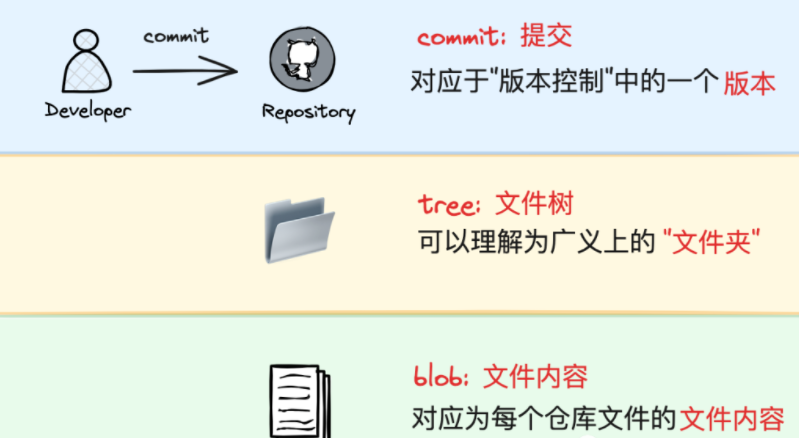 commit
Developer
Repository
commit: 提交
对应于"版本控制"中的一个 版本
tree: 文件树
可以理解为广义上的 "文件夹"
blob: 文件内容
对应为每个仓库文件的文件内容